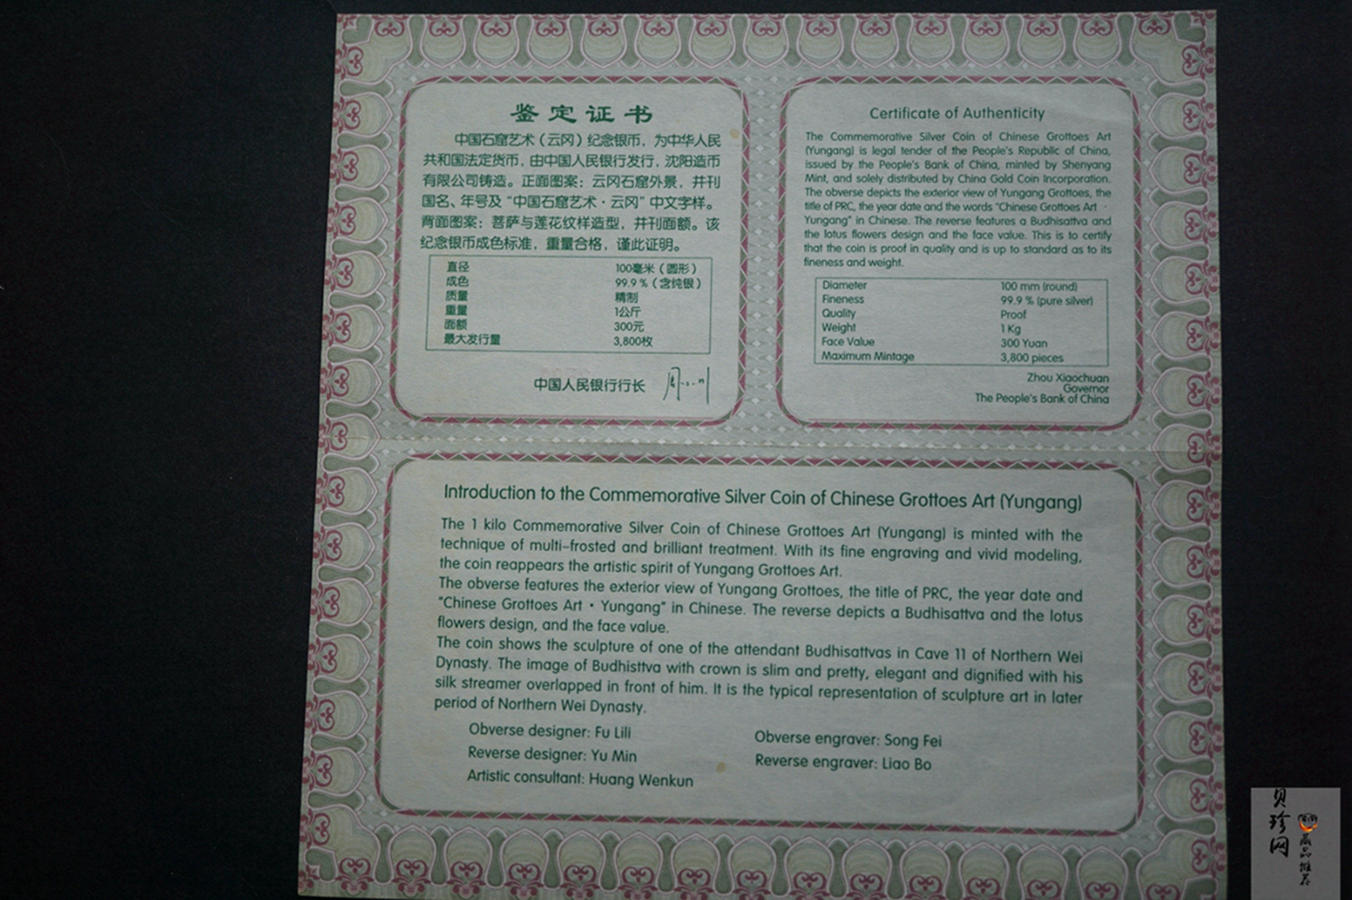 鉴定证书
中国石窟艺术（云冈）纪念银币，为中华人民
共和国法定货币，由中国人民银行发行，沈阳造币
有限公司铸造。正面图案：云冈石窟外景，并刊
国名、年号及“中国石窟艺术·云冈”中文字样。
背面图案：菩萨与莲花纹样造型，并刊面额。该
纪念银币成色标准，重量合格，谨此证明。
直径 100毫米（圆形）
成色 99.9％（含纯银）
质量 精制
重量 1公斤
面额 300元
最大发行量 3,800枚
中国人民银行行长
Certificate of Authenticity
The Commemorative Silver Coin of Chinese Grottoes Art
(Yungang) is legal tender of the People's Republic of China,
issued by the People's Bank of China, minted by Shenyang
Mint, and solely distributed by China Gold Coin Incorporation.
The obverse depicts the exterior view of Yungang Grottoes, the
title of PRC, the year date and the words "Chinese Grottoes Art ·
Yungang" in Chinese. The reverse features a Budhisattva and
the lotus flowers design and the face value. This is to certify
that the coin is proof in quality and is up to standard as to its
fineness and weight.
Diameter 100 mm (round)
Fineness 99.9 % (pure silver)
Quality Proof
Weight 1 Kg
Face Value 300 Yuan
Maximum Mintage 3,800 pieces
Zhou Xiaochuan
Governor
The People's Bank of China
Introduction to the Commemorative Silver Coin of Chinese Grottoes Art (Yungang)
The 1 kilo Commemorative Silver Coin of Chinese Grottoes Art (Yungang) is minted with the
technique of multi-frosted and brilliant treatment. With its fine engraving and vivid modeling,
the coin reappears the artistic spirit of Yungang Grottoes Art.
The obverse features the exterior view of Yungang Grottoes, the title of PRC, the year date and
"Chinese Grottoes Art · Yungang" in Chinese. The reverse depicts a Budhisattva and the lotus
flowers design, and the face value.
The coin shows the sculpture of one of the attendant Budhisattvas in Cave 11 of Northern Wei
Dynasty. The image of Budhisttva with crown is slim and pretty, elegant and dignified with his
silk streamer overlapped in front of him. It is the typical representation of sculpture art in later
period of Northern Wei Dynasty.
Obverse designer: Fu Lili
Obverse engraver: Song Fei
Reverse designer: Yu Min
Reverse engraver: Liao Bo
Artistic consultant: Huang Wenkun
贝珍网
藏品推荐